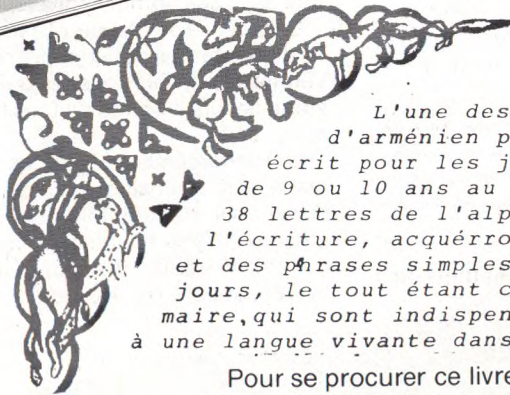 L'une des
d'arménien p
écrit pour les j
de 9 ou 10 ans au
38 lettres de l'alp
l'écriture, acquérro
et des phrases simples
jours, le tout étant c
maire, qui sont indispen
à une langue vivante dans
Pour se procurer ce livre